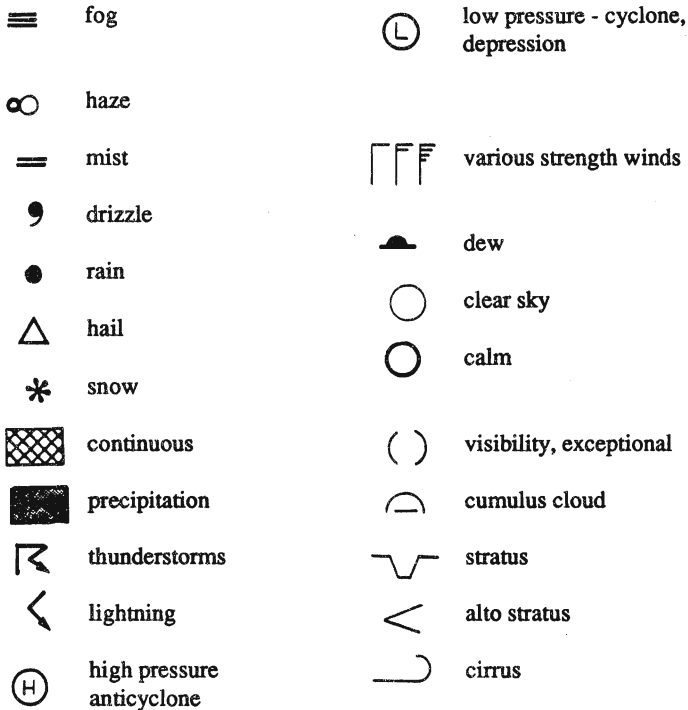 fog
haze
mist
drizzle
rain
hail
snow
continuous
precipitation
thunderstorms
lightning
H
high pressure
anticyclone
L
low pressure - cyclone,
depression
various strength winds
dew
clear sky
calm
visibility, exceptional
cumulus cloud
stratus
alto stratus
cirrus